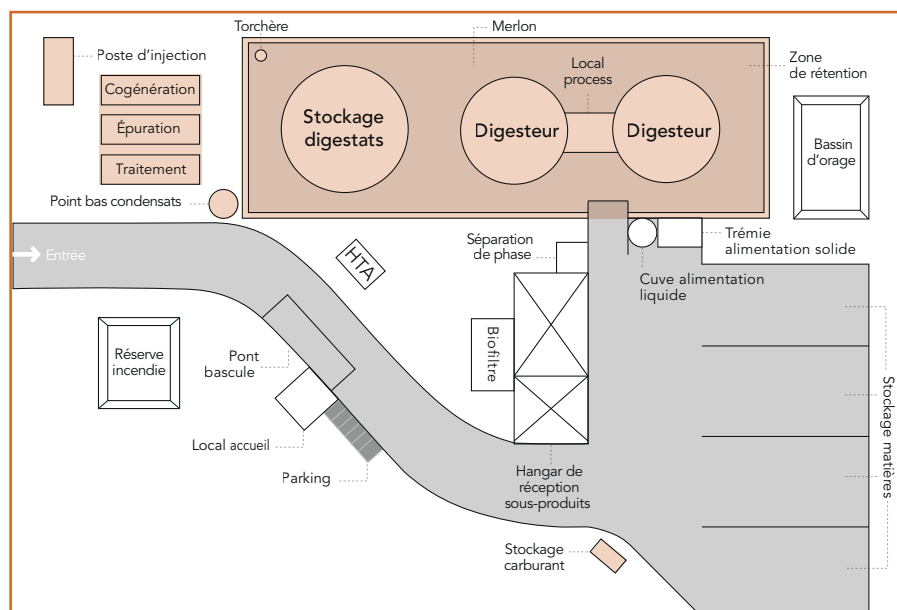 Torchère
Merlon
Poste d'injection
Local
process
Zone
de rétention
Cogénération
Épuration
Traitement
Stockage
digestats
Digesteur
Digesteur
Bassin
d'orage
Point bas condensats
Entrée
HTA
Séparation
de phase
Cuve alimentation
liquide
Trémie
alimentation solide
Réserve
incendie
Pont
bascule
Biofiltre
Stockage matières
Local accueil
Parking
Hangar de
réception
sous-produits
Stockage
carburant